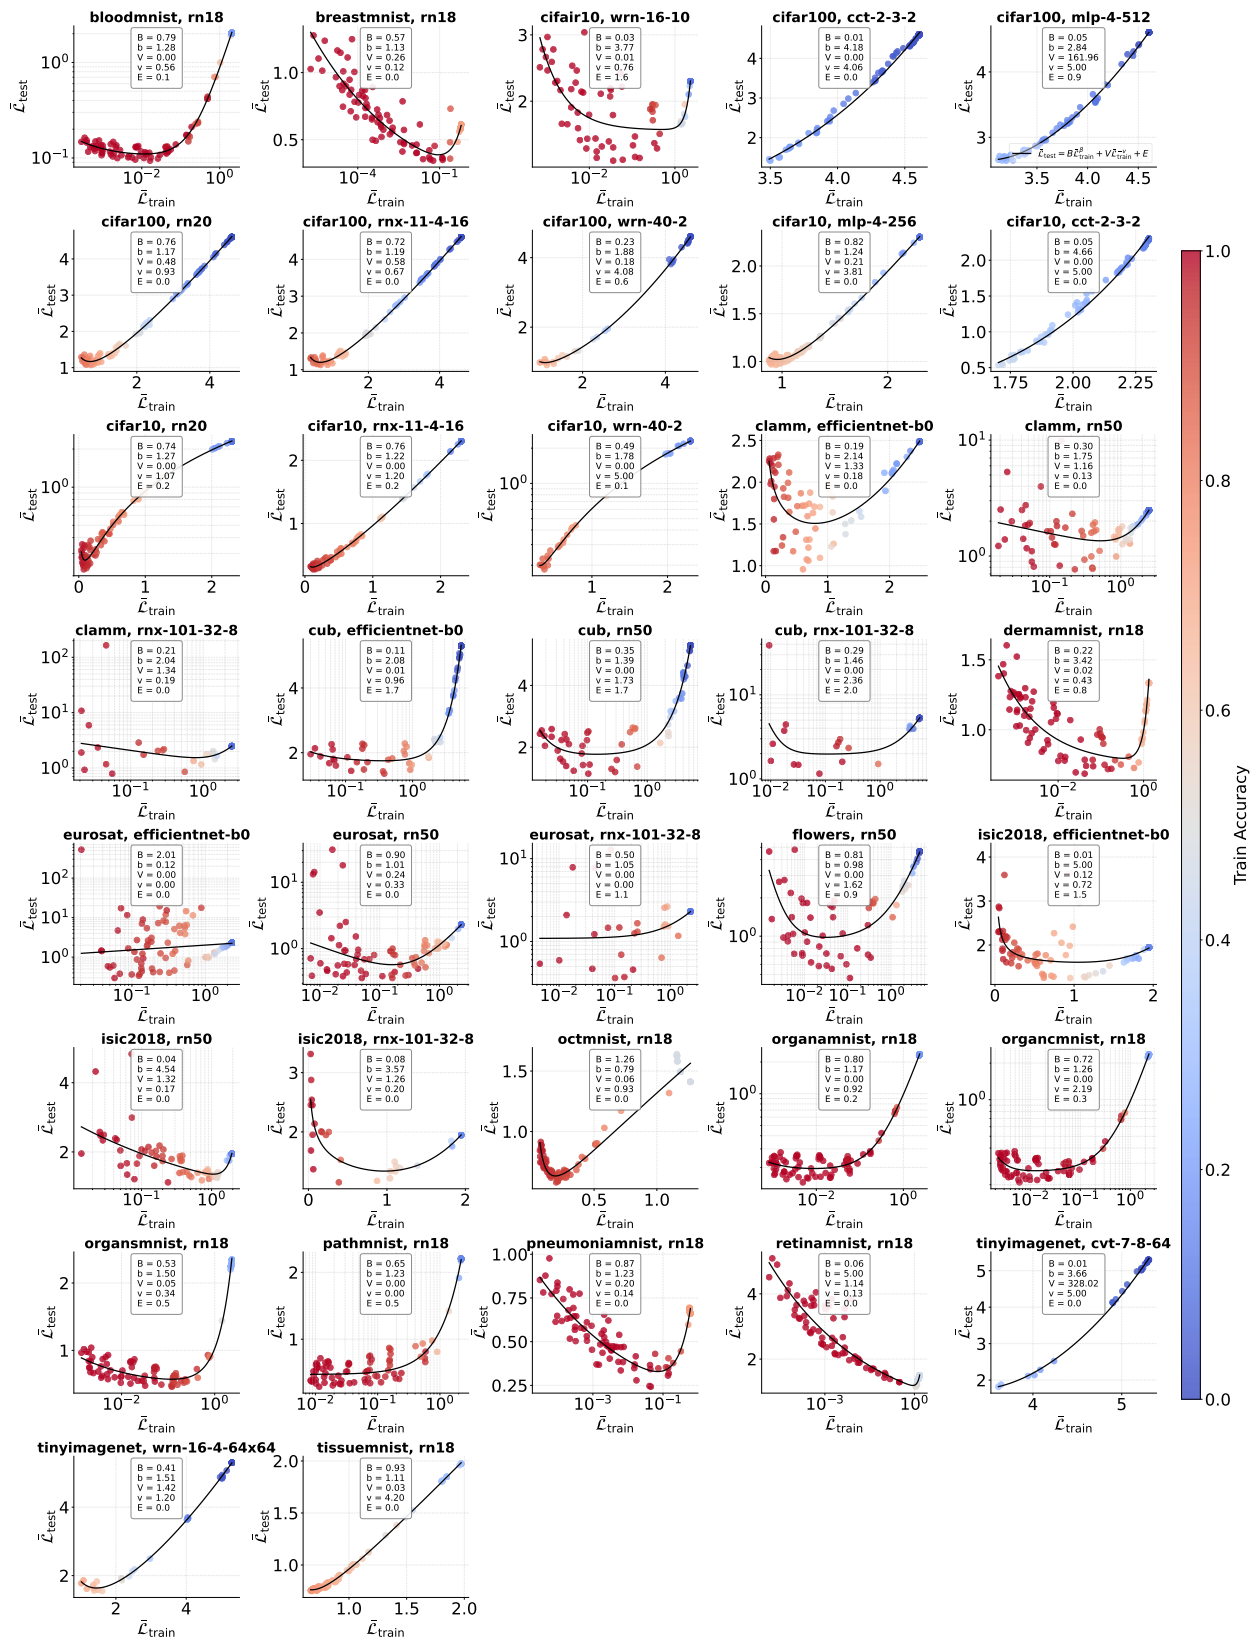 bloodmnist, rn18
B = 0.79
b = 1.28
V = 0.00
v = 0.56
E = 0.1
breastmnist, rn18
B = 0.57
b = 1.13
V = 0.26
v = 0.12
E = 0.0
cifair10, wrn-16-10
B = 0.03
b = 3.77
V = 0.01
v = 0.76
E = 1.6
cifar100, cct-2-3-2
B = 0.01
b = 4.18
V = 0.00
v = 4.06
E = 0.0
cifar100, mlp-4-512
B = 0.05
b = 2.84
V = 161.96
v = 5.00
E = 0.9
cifar100, rn20
B = 0.76
b = 1.17
V = 0.48
v = 0.93
E = 0.0
cifar100, rnx-11-4-16
B = 0.72
b = 1.19
V = 0.58
v = 0.67
E = 0.0
cifar100, wrn-40-2
B = 0.23
b = 1.88
V = 0.18
v = 4.08
E = 0.6
cifar10, mlp-4-256
B = 0.82
b = 1.24
V = 0.21
v = 3.81
E = 0.0
cifar10, cct-2-3-2
B = 0.05
b = 4.66
V = 0.00
v = 5.00
E = 0.0
cifar10, rn20
B = 0.74
b = 1.27
V = 0.00
v = 1.07
E = 0.2
cifar10, rnx-11-4-16
B = 0.76
b = 1.22
V = 0.00
v = 1.20
E = 0.2
cifar10, wrn-40-2
B = 0.49
b = 1.78
V = 0.00
v = 5.00
E = 0.1
clamm, efficientnet-b0
B = 0.19
b = 2.14
V = 1.33
v = 0.18
E = 0.0
clamm, rn50
B = 0.30
b = 1.75
V = 1.16
v = 0.13
E = 0.0
clamm, rnx-101-32-8
B = 0.21
b = 2.04
V = 1.34
v = 0.19
E = 0.0
cub, efficientnet-b0
B = 0.11
b = 2.08
V = 0.01
v = 0.96
E = 1.7
cub, rn50
B = 0.35
b = 1.39
V = 0.00
v = 1.73
E = 1.7
cub, rnx-101-32-8
B = 0.29
b = 1.46
V = 0.00
v = 2.36
E = 2.0
dermamnist, rn18
B = 0.22
b = 3.42
V = 0.02
v = 0.43
E = 0.8
eurosat, efficientnet-b0
B = 2.01
b = 0.12
V = 0.00
v = 0.00
E = 0.0
eurosat, rn50
B = 0.90
b = 1.01
V = 0.24
v = 0.33
E = 0.0
eurosat, rnx-101-32-8
B = 0.50
b = 1.05
V = 0.00
v = 0.00
E = 1.1
flowers, rn50
B = 0.81
b = 0.98
V = 0.00
v = 1.62
E = 0.9
isic2018, efficientnet-b0
B = 0.01
b = 5.00
V = 0.12
v = 0.72
E = 1.5
isic2018, rn50
B = 0.04
b = 4.54
V = 1.32
v = 0.17
E = 0.0
isic2018, rnx-101-32-8
B = 0.08
b = 3.57
V = 1.26
v = 0.20
E = 0.0
octmnist, rn18
B = 1.26
b = 0.79
V = 0.06
v = 0.93
E = 0.0
organamnist, rn18
B = 0.80
b = 1.17
V = 0.00
v = 0.92
E = 0.2
organcmnist, rn18
B = 0.72
b = 1.26
V = 0.00
v = 2.19
E = 0.3
organsmnist, rn18
B = 0.53
b = 1.50
V = 0.05
v = 0.34
E = 0.5
pathmnist, rn18
B = 0.65
b = 1.23
V = 0.00
v = 0.00
E = 0.5
pneumoniamnist, rn18
B = 0.87
b = 1.23
V = 0.20
v = 0.14
E = 0.0
retinamnist, rn18
B = 0.06
b = 5.00
V = 1.14
v = 0.13
E = 0.0
tinyimagenet, cvt-7-8-64
B = 0.01
b = 3.66
V = 328.02
v = 5.00
E = 0.0
tinyimagenet, wrn-16-4-64x64
B = 0.41
b = 1.51
V = 1.42
v = 1.20
E = 0.0
tissuemnist, rn18
B = 0.93
b = 1.11
V = 0.03
v = 4.20
E = 0.0
Train Accuracy
1.0
0.8
0.6
0.4
0.2
0.0